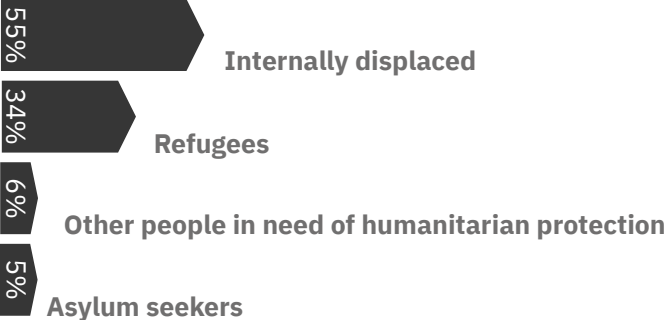 55%
Internally displaced
34%
Refugees
6%
Other people in need of humanitarian protection
5%
Asylum seekers